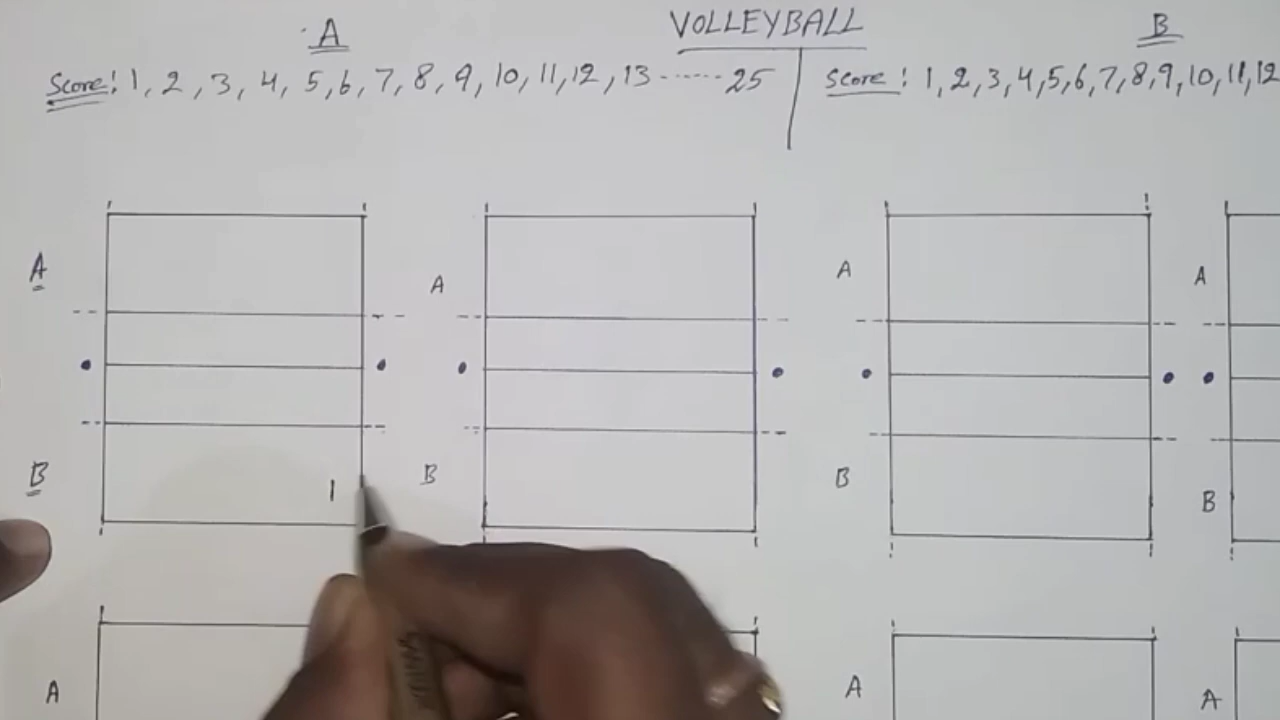 A VOLLEYBALL B
Score: 1, 2, 3, 4, 5, 6, 7, 8, 9, 10, 11, 12, 13 ------ 25
Score: 1, 2, 3, 4, 5, 6, 7, 8, 9, 10, 11, 12
A A A A
B B B B
1
A A A